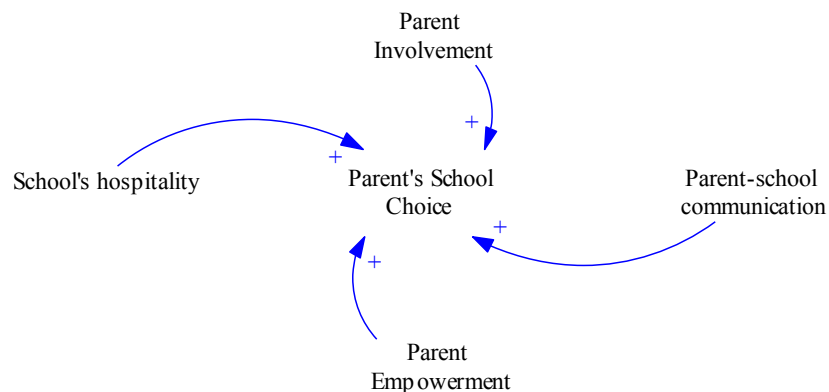 Parent
Involvement
+
+
School's hospitality
Parent's School
Choice
Parent-school
communication
+
+
Parent
Empowerment